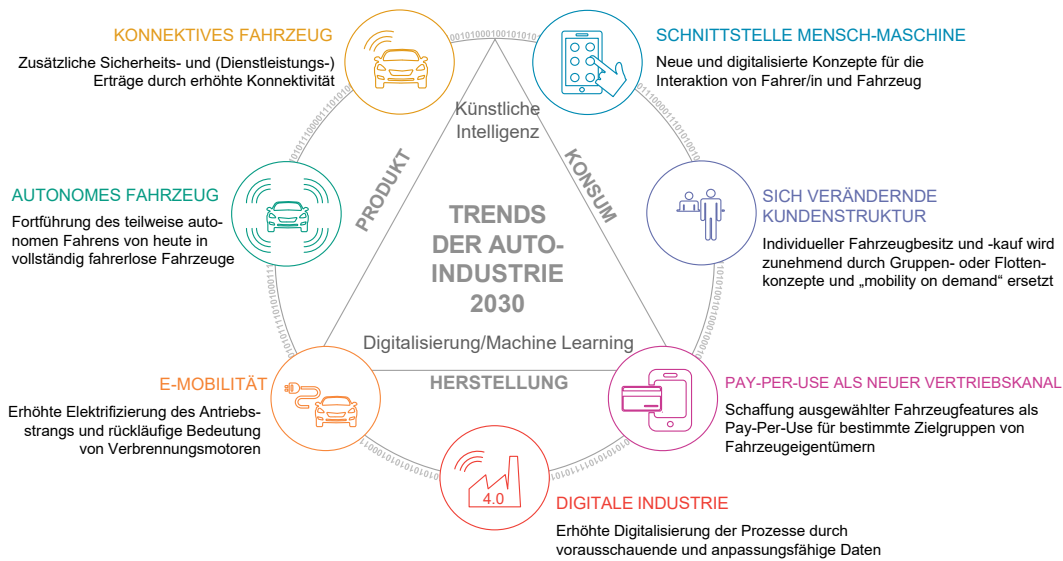 KONNEKTIVES FAHRZEUG
Zusätzliche Sicherheits- und (Dienstleistungs-)
Erträge durch erhöhte Konnektivität
SCHNITTSTELLE MENSCH-MASCHINE
Neue und digitalisierte Konzepte für die
Interaktion von Fahrer/in und Fahrzeug
AUTONOMES FAHRZEUG
Fortführung des teilweise auto-
nomen Fahrens von heute in
vollständig fahrerlose Fahrzeuge
SICH VERÄNDERNDE
KUNDENSTRUKTUR
Individueller Fahrzeugbesitz und -kauf wird
zunehmend durch Gruppen- oder Flotten-
konzepte und „mobility on demand“ ersetzt
Künstliche
Intelligenz
PRODUKT
KONSUM
TRENDS
DER AUTO-
INDUSTRIE
2030
Digitalisierung/Machine Learning
HERSTELLUNG
E-MOBILITÄT
Erhöhte Elektrifizierung des Antriebs-
strangs und rückläufige Bedeutung
von Verbrennungsmotoren
PAY-PER-USE ALS NEUER VERTRIEBSKANAL
Schaffung ausgewählter Fahrzeugfeatures als
Pay-Per-Use für bestimmte Zielgruppen von
Fahrzeugeigentümern
4.0
DIGITALE INDUSTRIE
Erhöhte Digitalisierung der Prozesse durch
vorausschauende und anpassungsfähige Daten